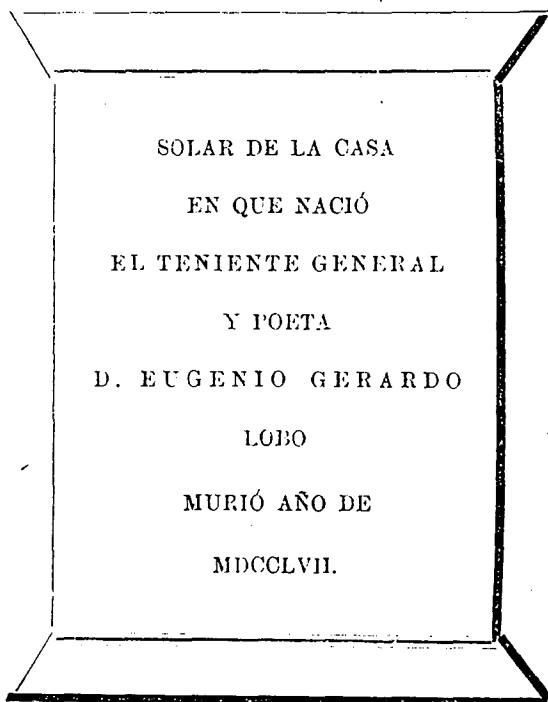 SOLAR DE LA CASA
EN QUE NACIÓ
EL TENIENTE GENERAL
Y POETA
D. EUGENIO GERARDO
LOBO
MURIÓ AÑO DE
MDCCLVII.